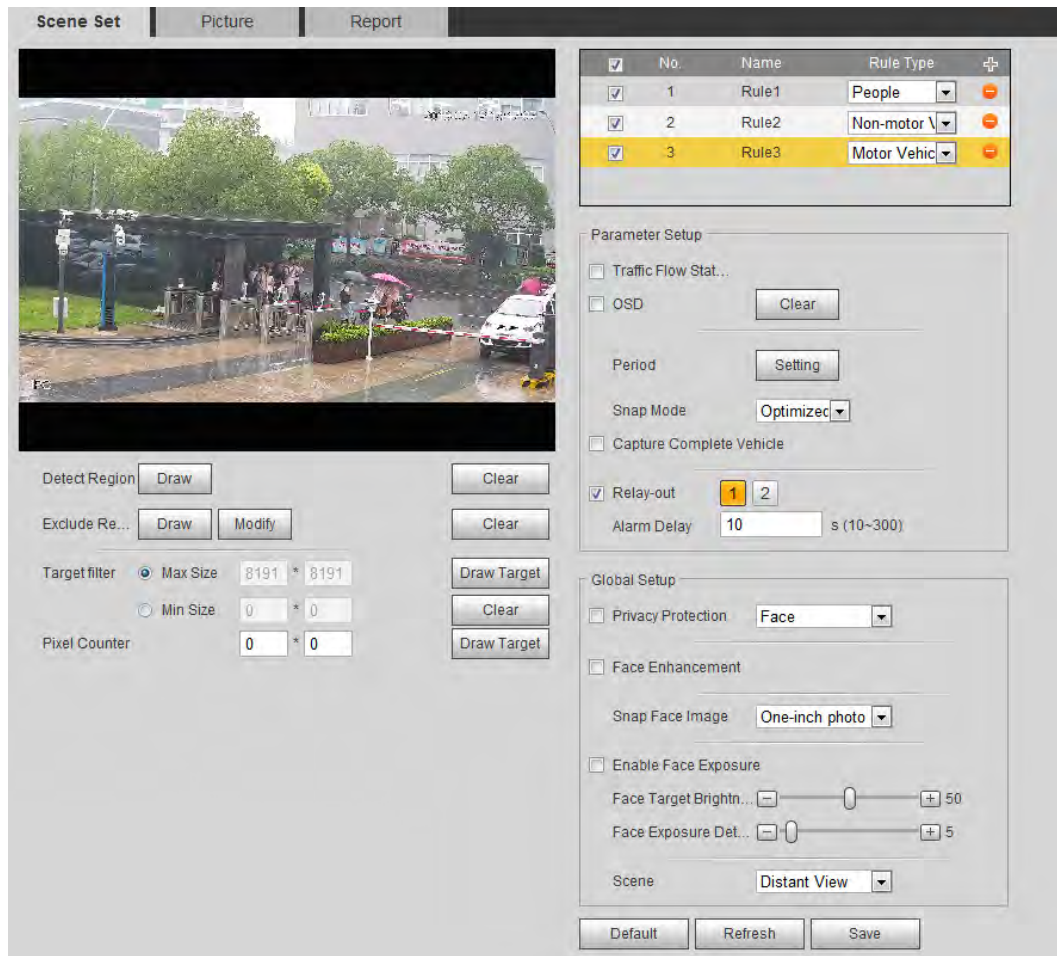 Scene Set Picture Report
No. Name Rule Type
1 Rule1 People
2 Rule2 Non-motor V
3 Rule3 Motor Vehic
Parameter Setup
Traffic Flow Stat...
OSD Clear
Period Setting
Snap Mode Optimized
Capture Complete Vehicle
Relay-out 1 2
Alarm Delay 10 s (10~300)
Detect Region Draw Clear
Exclude Re... Draw Modify Clear
Target filter Max Size 8191 * 8191 Draw Target
Min Size 0 * 0 Clear
Pixel Counter 0 * 0 Draw Target
Global Setup
Privacy Protection Face
Face Enhancement
Snap Face Image One-inch photo
Enable Face Exposure
Face Target Brightn... 50
Face Exposure Det... 5
Scene Distant View
Default Refresh Save